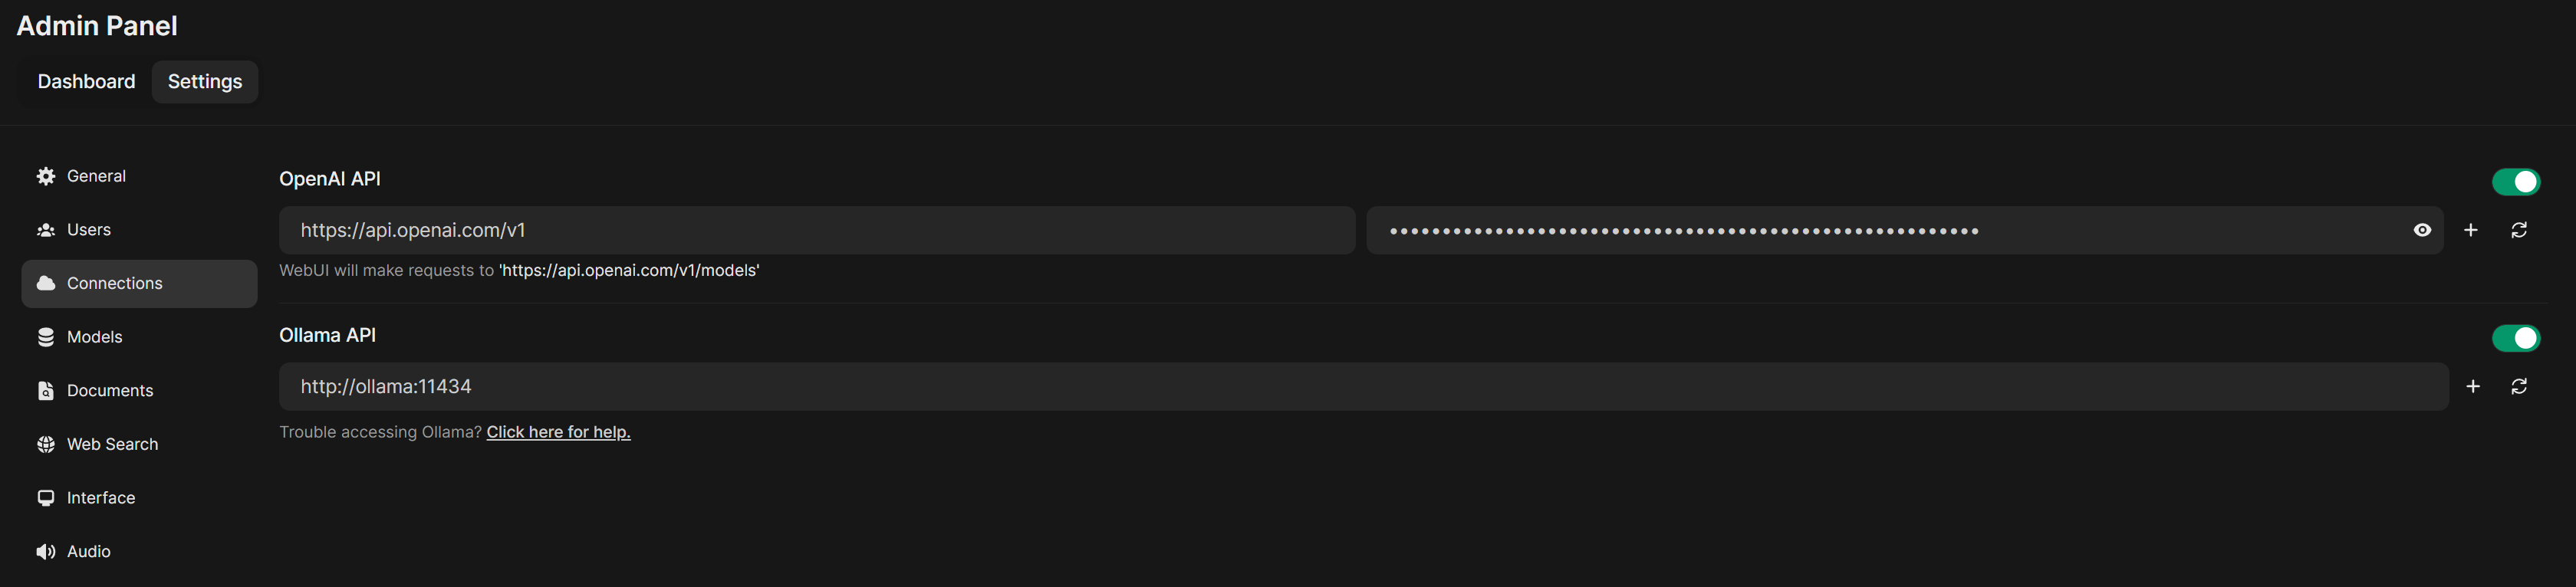 Admin Panel
Dashboard Settings
General
Users
Connections
Models
Documents
Web Search
Interface
Audio
OpenAI API
https://api.openai.com/v1 ••••••••••••••••••••••••••••••••••••••••••••••••••••••••
WebUI will make requests to 'https://api.openai.com/v1/models'
Ollama API
http://ollama:11434
Trouble accessing Ollama? Click here for help.